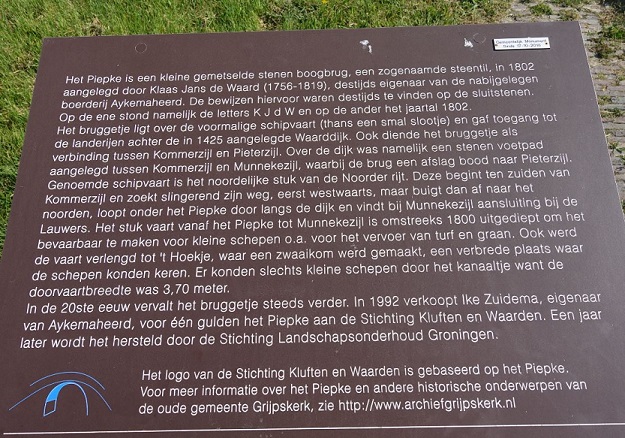 Gemeentelijk Monument
Het Piepke is een kleine gemetselde stenen boogbrug, een zogenaamde steentil, in 1802
aangelegd door Klaas Jans de Waard (1756-1819), destijds eigenaar van de nabijgelegen
boerderij Aykemaheerd. De bewijzen hiervoor waren destijds te vinden op de sluitstenen.
Op de ene stond namelijk de letters K J d W en op de ander het jaartal 1802.
Het bruggetje ligt over de voormalige schipvaart (thans een smal slootje) en gaf toegang tot
de landerijen achter de in 1425 aangelegde Waarddijk. Ook diende het bruggetje als
verbinding tussen Kommerzijl en Pieterzijl. Over de dijk was namelijk een stenen voetpad
aangelegd tussen Kommerzijl en Munnekezijl, waarbij de brug een afslag bood naar Pieterzijl.
Genoemde schipvaart is het noordelijke stuk van de Noorder rijt. Deze begint ten zuiden van
Kommerzijl en zoekt slingerend zijn weg, eerst westwaarts, maar buigt dan af naar het
noorden, loopt onder het Piepke door langs de dijk en vindt bij Munnekezijl aansluiting bij de
Lauwers. Het stuk vaart vanaf het Piepke tot Munnekezijl is omstreeks 1800 uitgediept om het
bevaarbaar te maken voor kleine schepen o.a. voor het vervoer van turf en graan. Ook werd
de vaart verlengd tot 't Hoekje, waar een zwaaikom werd gemaakt, een verbrede plaats waar
de schepen konden keren. Er konden slechts kleine schepen door het kanaaltje want de
doorvaartbreedte was 3,70 meter.
In de 20ste eeuw vervalt het bruggetje steeds verder. In 1992 verkoopt Ike Zuidema, eigenaar
van Aykemaheerd, voor één gulden het Piepke aan de Stichting Kluften en Waarden. Een jaar
later wordt het hersteld door de Stichting Landschapsonderhoud Groningen.
Het logo van de Stichting Kluften en Waarden is gebaseerd op het Piepke.
Voor meer informatie over het Piepke en andere historische onderwerpen van
de oude gemeente Grijpskerk, zie http://www.archiefgrijpskerk.nl